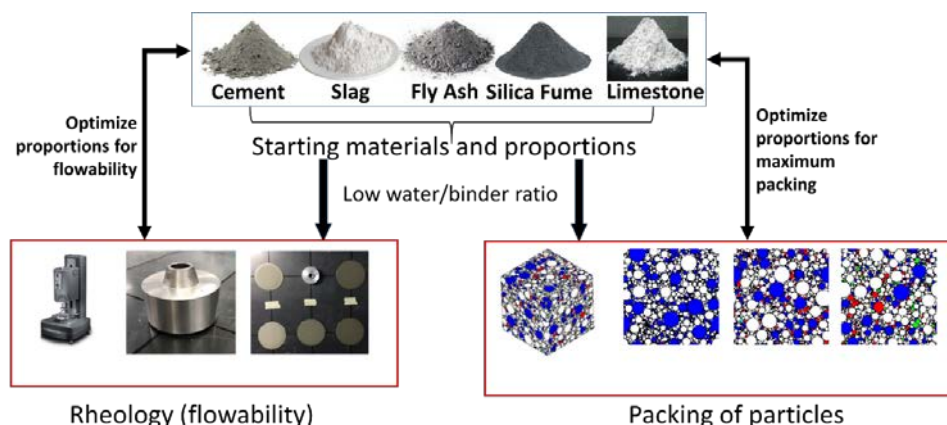 Cement Slag Fly Ash Silica Fume Limestone
Optimize
proportions for
flowability
Starting materials and proportions
Optimize
proportions for
maximum
packing
Low water/binder ratio
Rheology (flowability)
Packing of particles